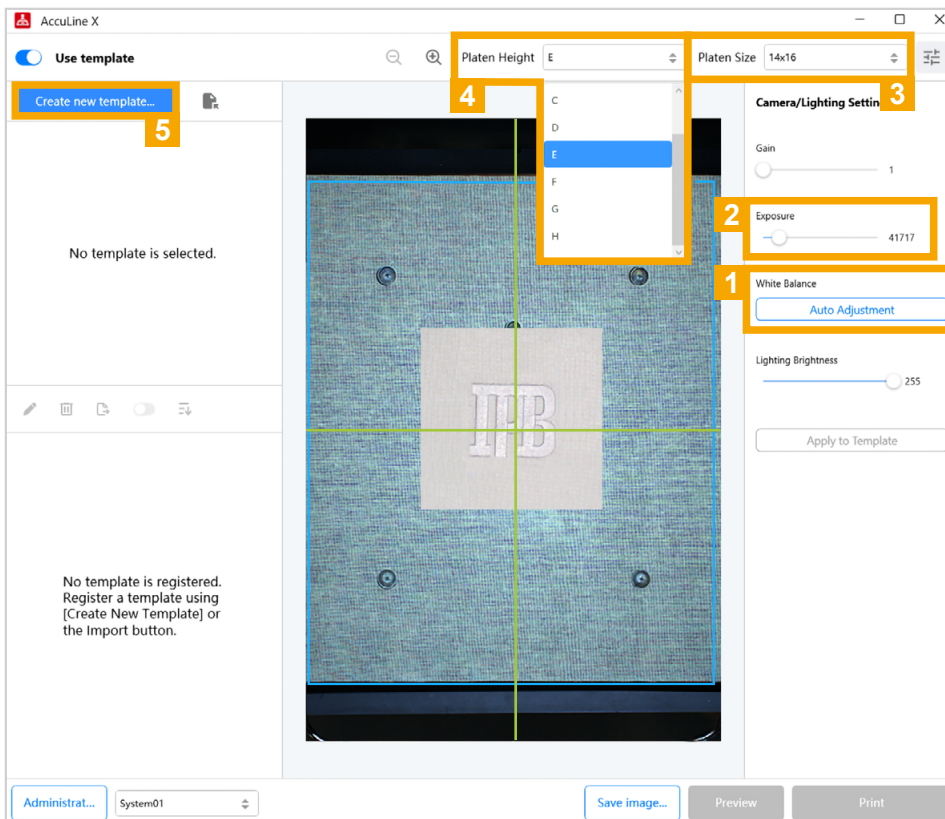 AccuLine X
Use template
Platen Height E
Platen Size 14x16
4
3
Create new template...
5
C
D
E
F
G
H
Camera/Lighting Settin
Gain
1
2
Exposure
41717
No template is selected.
1
White Balance
Auto Adjustment
Lighting Brightness
255
Apply to Template
IPB
No template is registered.
Register a template using
[Create New Template] or
the Import button.
Administrat...
System01
Save image...
Preview
Print